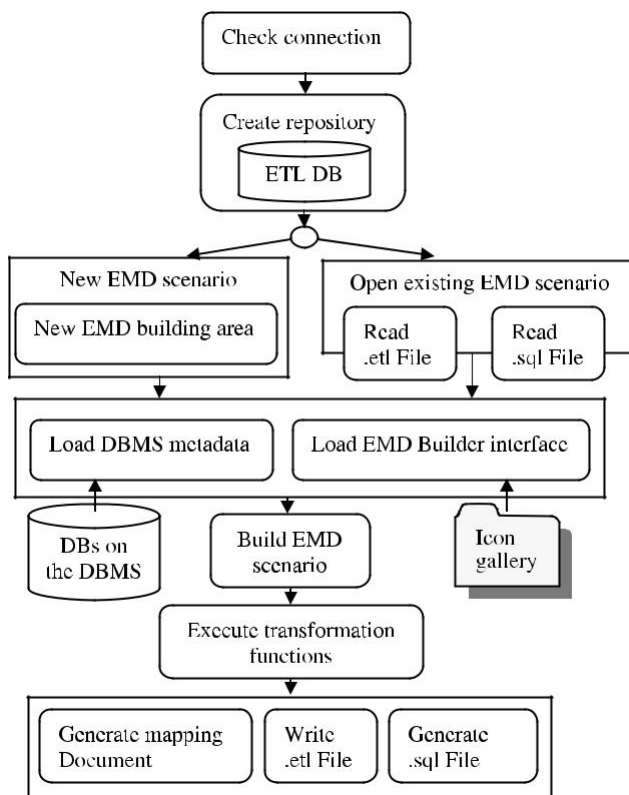 Check connection
Create repository
ETL DB
New EMD scenario
New EMD building area
Open existing EMD scenario
Read
.etl File
Read
.sql File
Load DBMS metadata
Load EMD Builder interface
DBs on
the DBMS
Build EMD
scenario
Icon
gallery
Execute transformation
functions
Generate mapping
Document
Write
.etl File
Generate
.sql File